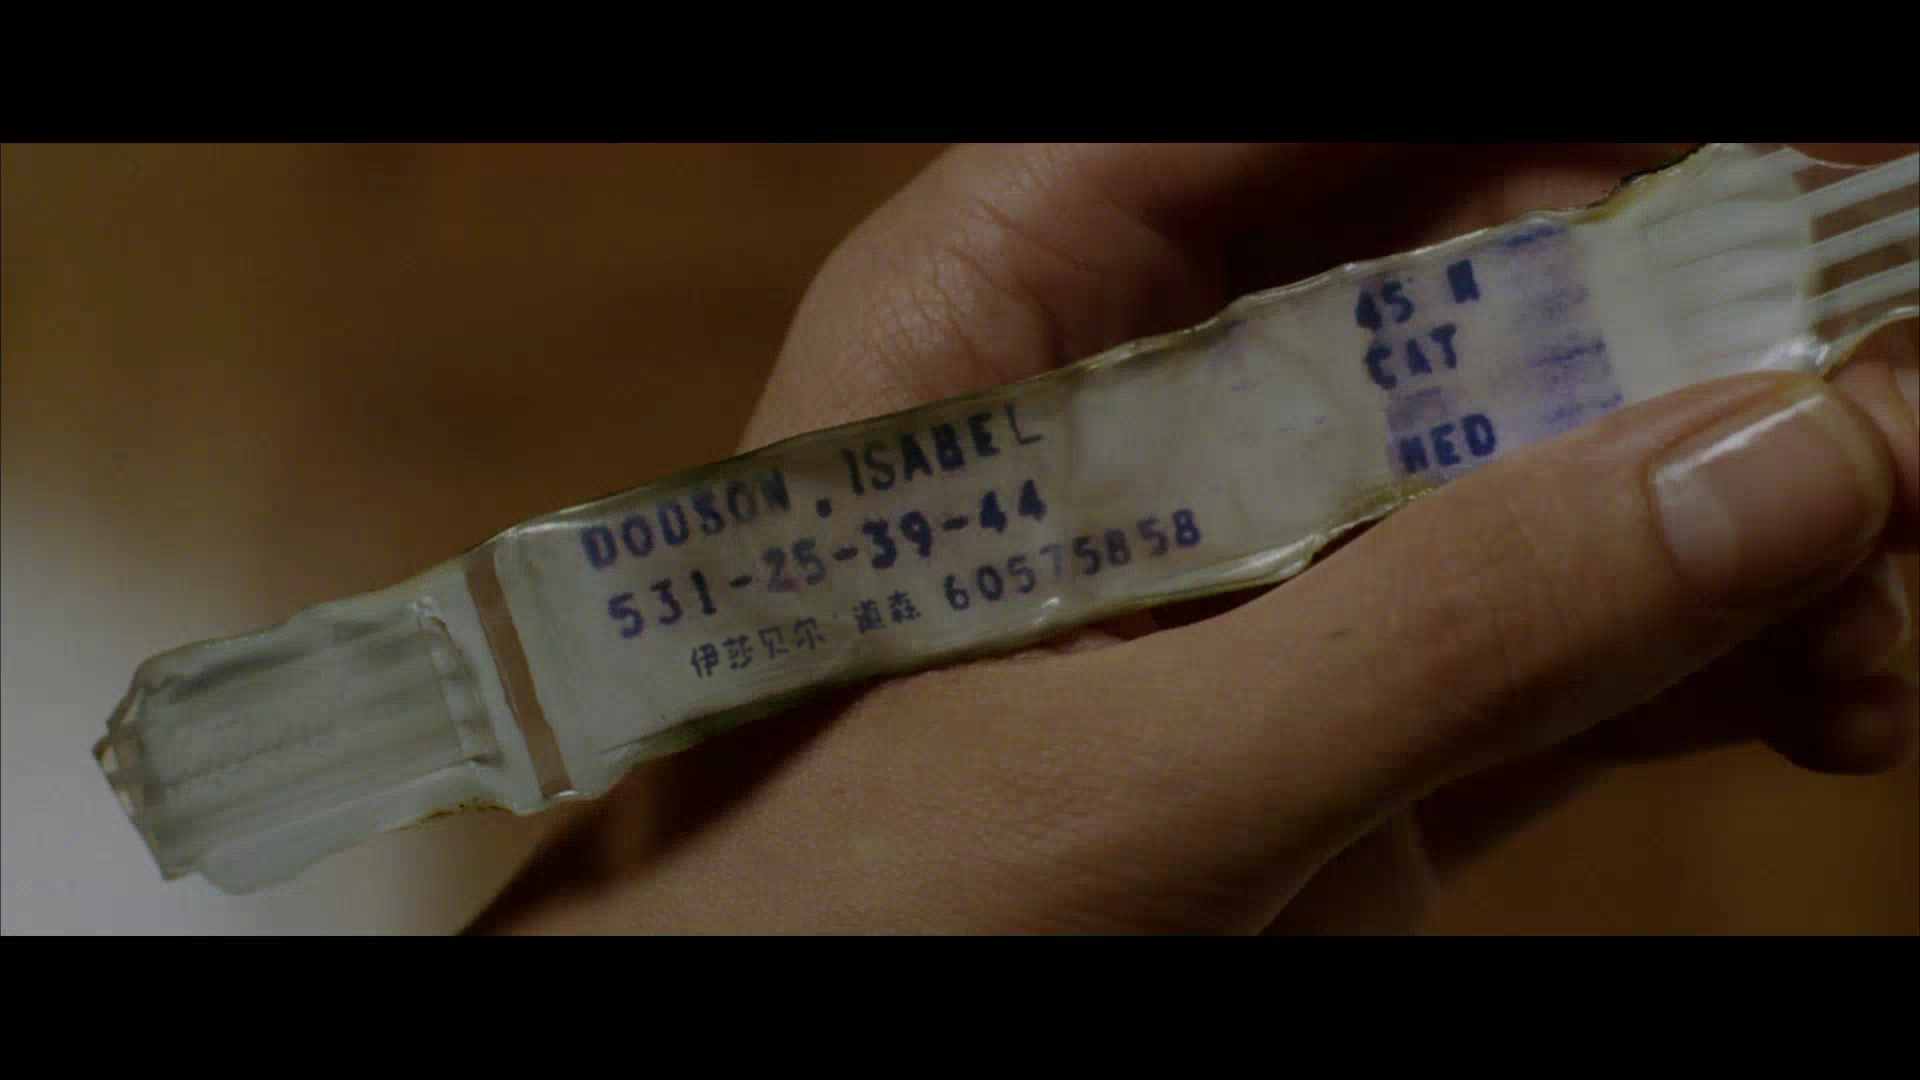 DODSON . ISABEL
531-25-39-44
伊莎贝尔 道森 60575858
45 N
CAT
MED